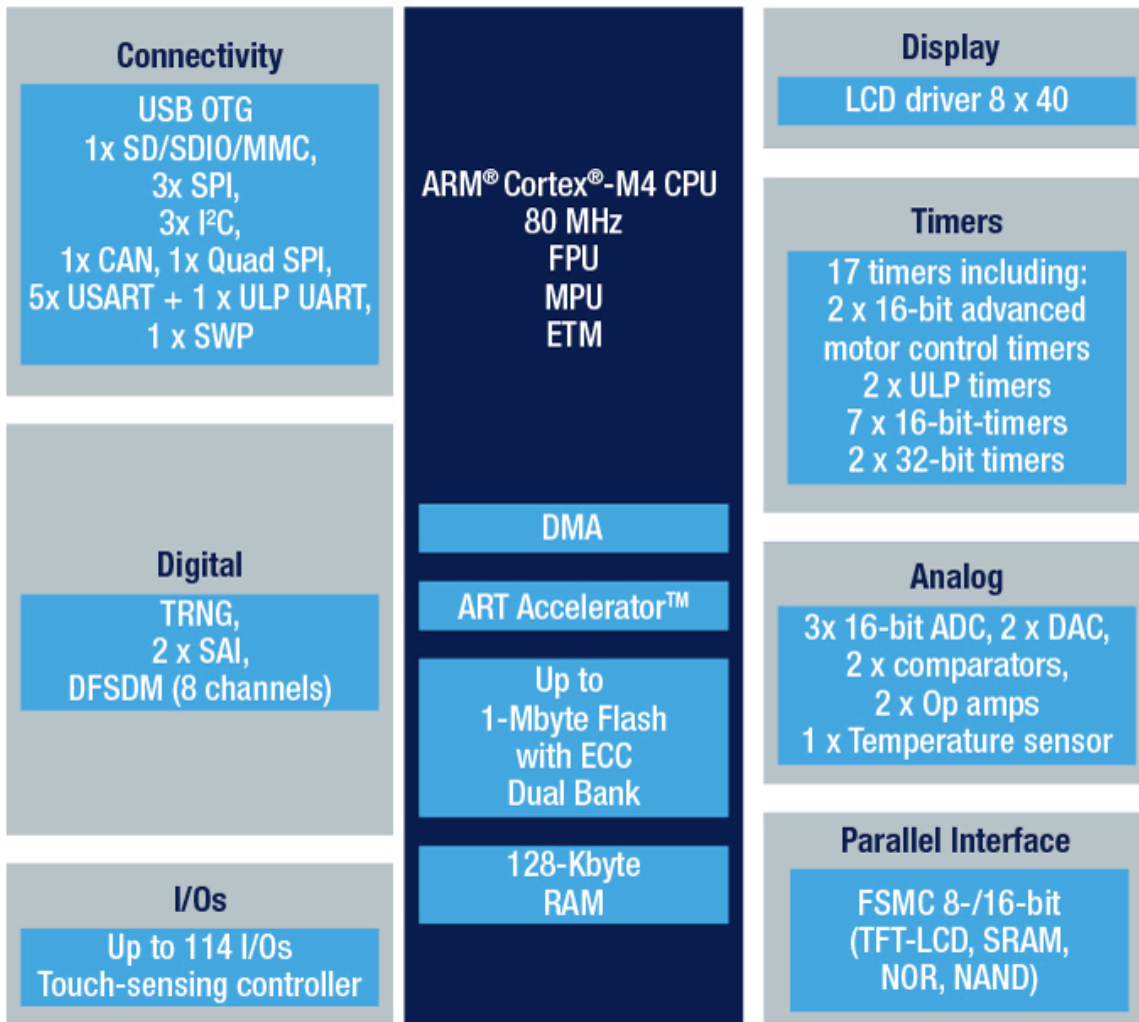 Connectivity
USB OTG
1x SD/SDIO/MMC,
3x SPI,
3x I²C,
1x CAN, 1x Quad SPI,
5x USART + 1 x ULP UART,
1 x SWP
Digital
TRNG,
2 x SAI,
DFSDM (8 channels)
I/Os
Up to 114 I/Os
Touch-sensing controller
ARM® Cortex®-M4 CPU
80 MHz
FPU
MPU
ETM
DMA
ART Accelerator™
Up to
1-Mbyte Flash
with ECC
Dual Bank
128-Kbyte
RAM
Display
LCD driver 8 x 40
Timers
17 timers including:
2 x 16-bit advanced
motor control timers
2 x ULP timers
7 x 16-bit-timers
2 x 32-bit timers
Analog
3x 16-bit ADC, 2 x DAC,
2 x comparators,
2 x Op amps
1 x Temperature sensor
Parallel Interface
FSMC 8-/16-bit
(TFT-LCD, SRAM,
NOR, NAND)